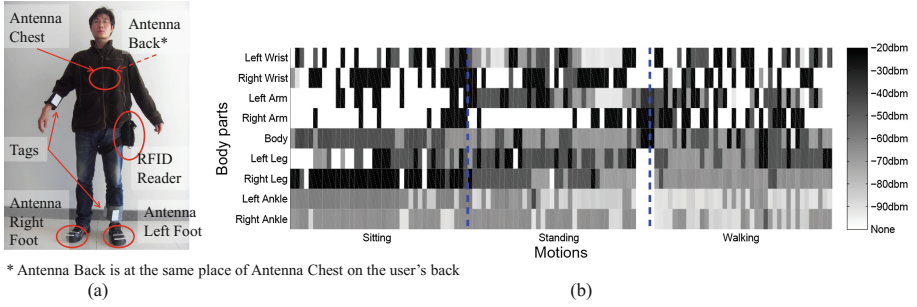 Antenna
Chest
Antenna
Back*
Tags
RFID
Reader
Antenna
Right
Foot
Antenna
Left Foot
* Antenna Back is at the same place of Antenna Chest on the user's back
(a)
Body parts
Left Wrist
Right Wrist
Left Arm
Right Arm
Body
Left Leg
Right Leg
Left Ankle
Right Ankle
Sitting
Standing
Walking
Motions
−20dbm
−30dbm
−40dbm
−50dbm
−60dbm
−70dbm
−80dbm
−90dbm
None
(b)